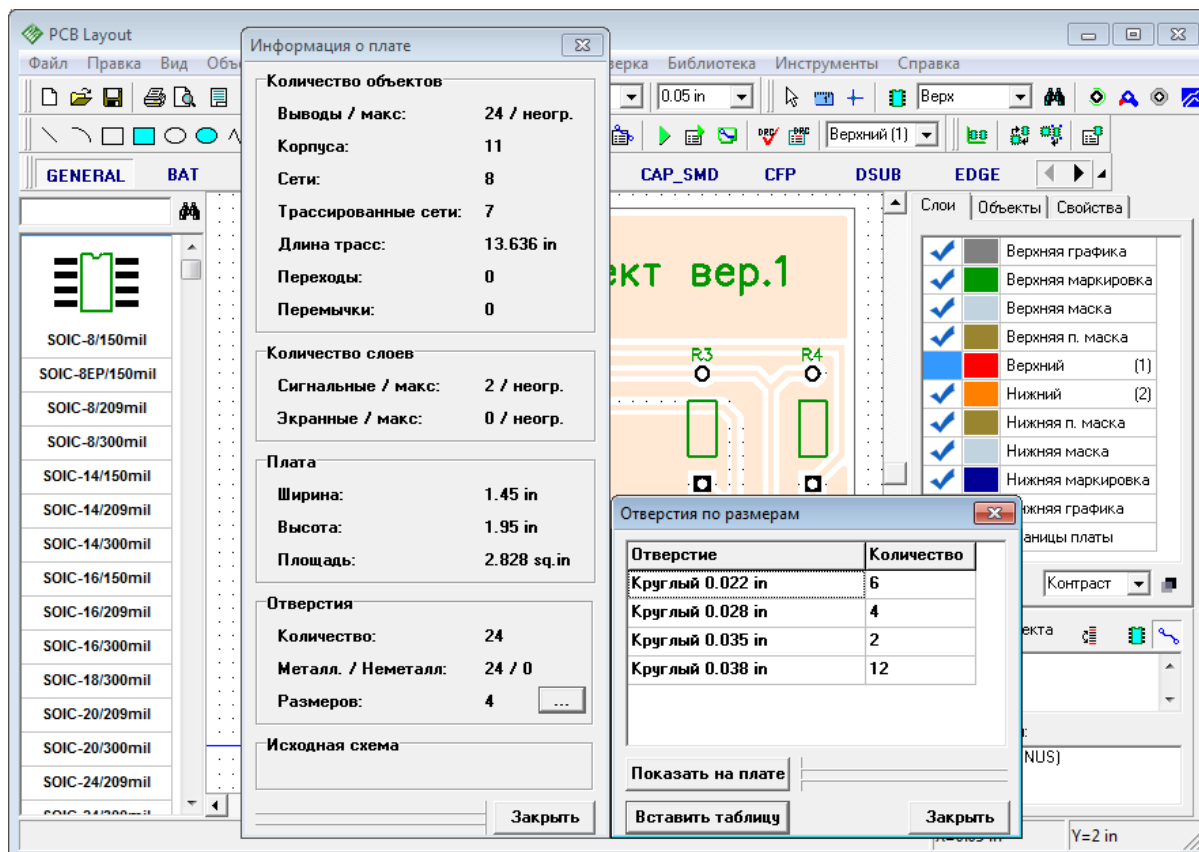 PCB Layout
Файл Правка Вид Библиотека Инструменты Справка
0.05 in
Верх
Верхний (1)
GENERAL BAT CAP_SMD CFP DSUB EDGE
SOIC-8/150mil
SOIC-8EP/150mil
SOIC-8/209mil
SOIC-8/300mil
SOIC-14/150mil
SOIC-14/209mil
SOIC-14/300mil
SOIC-16/150mil
SOIC-16/209mil
SOIC-16/300mil
SOIC-18/300mil
SOIC-20/209mil
SOIC-20/300mil
SOIC-24/209mil
Информация о плате
Количество объектов
Выводы / макс: 24 / неогр.
Корпуса: 11
Сети: 8
Трассированные сети: 7
Длина трасс: 13.636 in
Переходы: 0
Перемычки: 0
Количество слоев
Сигнальные / макс: 2 / неогр.
Экранные / макс: 0 / неогр.
Плата
Ширина: 1.45 in
Высота: 1.95 in
Площадь: 2.828 sq.in
Отверстия
Количество: 24
Металл. / Неметалл: 24 / 0
Размеров: 4 ...
Исходная схема
Закрыть
ект вер.1
R3 R4
Слои Объекты Свойства
Верхняя графика
Верхняя маркировка
Верхняя маска
Верхняя п. маска
Верхний (1)
Нижний (2)
Нижняя п. маска
Нижняя маска
Нижняя маркировка
жняя графика
аницы платы
Контраст
екта
NUS)
Отверстия по размерам
Отверстие Количество
Круглый 0.022 in 6
Круглый 0.028 in 4
Круглый 0.035 in 2
Круглый 0.038 in 12
Показать на плате
Вставить таблицу Закрыть
Y=2 in